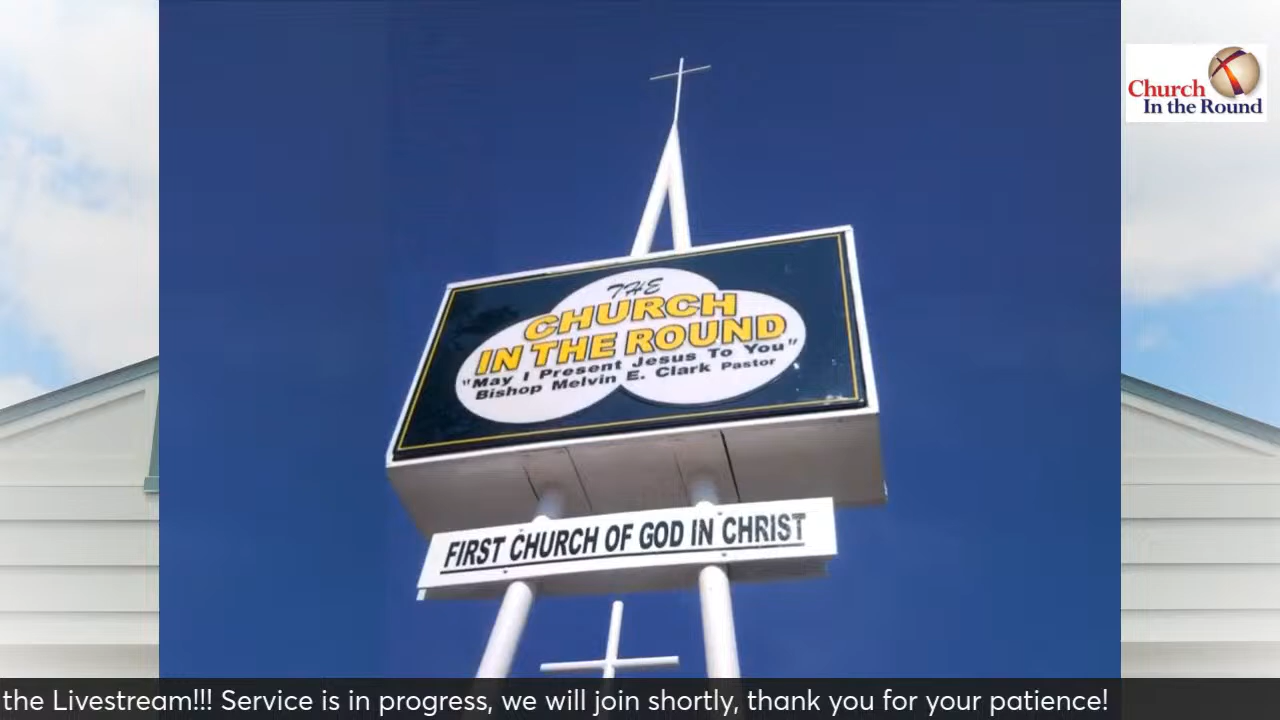 THE
CHURCH
IN THE ROUND
"May I Present Jesus To You"
Bishop Melvin E. Clark Pastor
FIRST CHURCH OF GOD IN CHRIST
Church
In the Round
the Livestream!!! Service is in progress, we will join shortly, thank you for your patience!